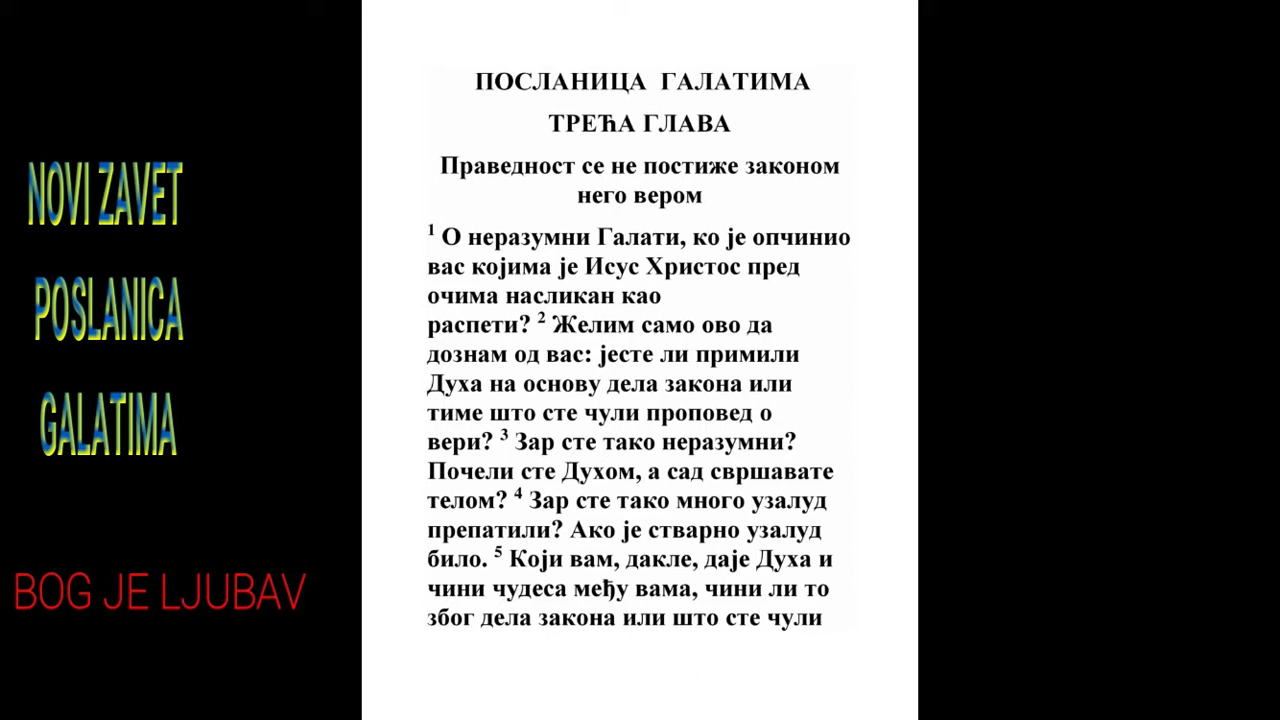 NOVI ZAVET
POSLANICA
GALATIMA
BOG JE LJUBAV
ПОСЛАНИЦА ГАЛАТИМА
ТРЕЋА ГЛАВА
Праведност се не постиже законом
него вером
1 О неразумни Галати, ко је опчинио
вас којима је Исус Христос пред
очима насликан као
распети? 2 Желим само ово да
дознам од вас: јесте ли примили
Духа на основу дела закона или
тиме што сте чули проповед о
вери? 3 Зар сте тако неразумни?
Почели сте Духом, а сад свршавате
телом? 4 Зар сте тако много узалуд
препатили? Ако је стварно узалуд
било. 5 Који вам, дакле, даје Духа и
чини чудеса међу вама, чини ли то
због дела закона или што сте чули